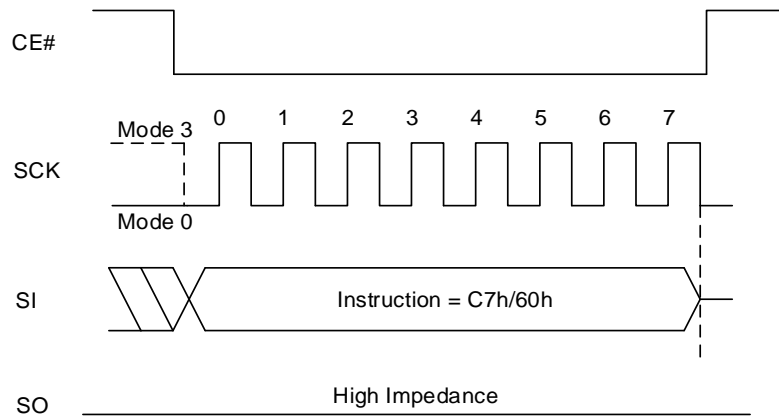 CE#
0 1 2 3 4 5 6 7
Mode 3
SCK
Mode 0
SI
Instruction = C7h/60h
High Impedance
SO